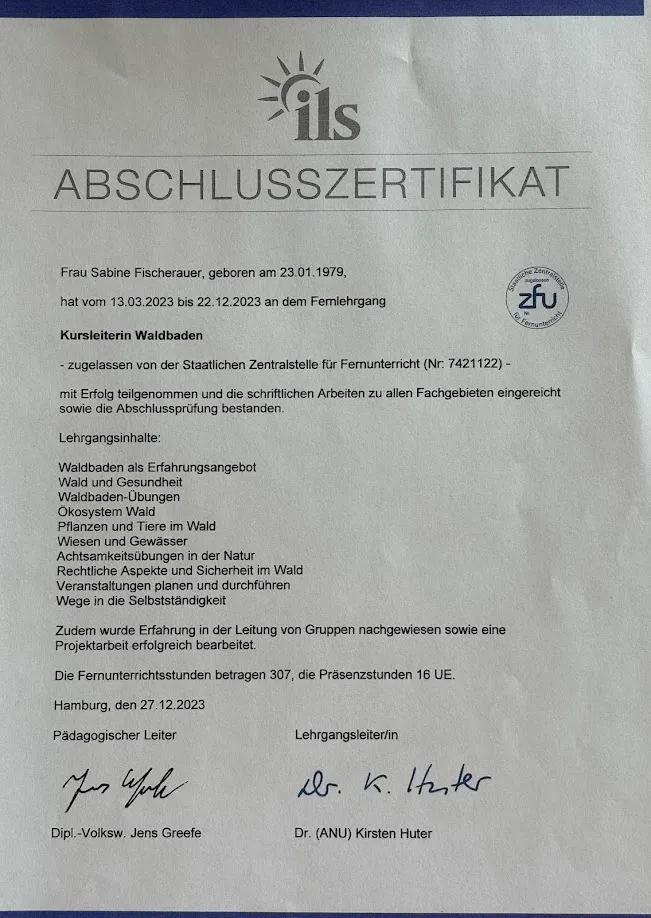 ils
ABSCHLUSSZERTIFIKAT
Frau Sabine Fischerauer, geboren am 23.01.1979,
hat vom 13.03.2023 bis 22.12.2023 an dem Fernlehrgang
Staatliche Zentralstelle
zugelassen
zfu
Nr.
für Fernunterricht
Kursleiterin Waldbaden
- zugelassen von der Staatlichen Zentralstelle für Fernunterricht (Nr: 7421122) -
mit Erfolg teilgenommen und die schriftlichen Arbeiten zu allen Fachgebieten eingereicht
sowie die Abschlussprüfung bestanden.
Lehrgangsinhalte:
Waldbaden als Erfahrungsangebot
Wald und Gesundheit
Waldbaden-Übungen
Ökosystem Wald
Pflanzen und Tiere im Wald
Wiesen und Gewässer
Achtsamkeitsübungen in der Natur
Rechtliche Aspekte und Sicherheit im Wald
Veranstaltungen planen und durchführen
Wege in die Selbstständigkeit
Zudem wurde Erfahrung in der Leitung von Gruppen nachgewiesen sowie eine
Projektarbeit erfolgreich bearbeitet.
Die Fernunterrichtsstunden betragen 307, die Präsenzstunden 16 UE.
Hamburg, den 27.12.2023
Pädagogischer Leiter
Lehrgangsleiter/in
Dr. K. Huter
Dipl.-Volksw. Jens Greefe
Dr. (ANU) Kirsten Huter